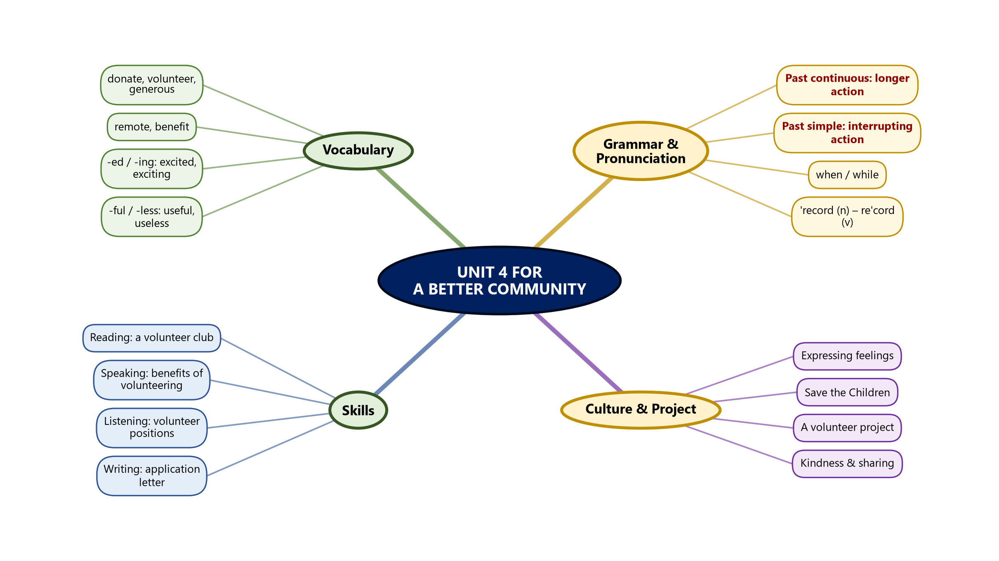 UNIT 4 FOR
A BETTER COMMUNITY
Vocabulary
donate, volunteer,
generous
remote, benefit
-ed / -ing: excited,
exciting
-ful / -less: useful,
useless
Grammar &
Pronunciation
Past continuous: longer
action
Past simple: interrupting
action
when / while
'record (n) – re'cord
(v)
Skills
Reading: a volunteer club
Speaking: benefits of
volunteering
Listening: volunteer
positions
Writing: application
letter
Culture & Project
Expressing feelings
Save the Children
A volunteer project
Kindness & sharing